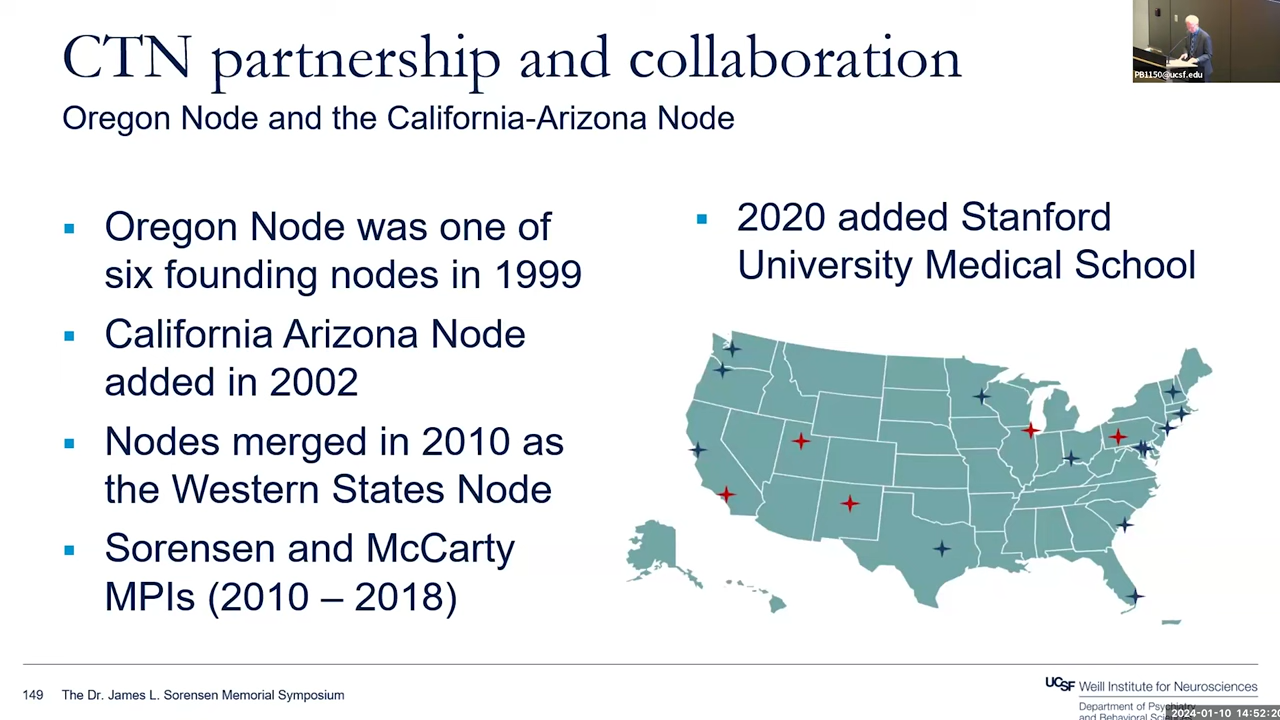 CTN partnership and collaboration
PB1150@ucsf.edu
Oregon Node and the California-Arizona Node
▪ Oregon Node was one of
six founding nodes in 1999
▪ California Arizona Node
added in 2002
▪ Nodes merged in 2010 as
the Western States Node
▪ Sorensen and McCarty
MPIs (2010 – 2018)
▪ 2020 added Stanford
University Medical School
149 The Dr. James L. Sorensen Memorial Symposium
UCSF Weill Institute for Neurosciences
Department of Psychiatry
and Behavioral
2024-01-10 14:52:20